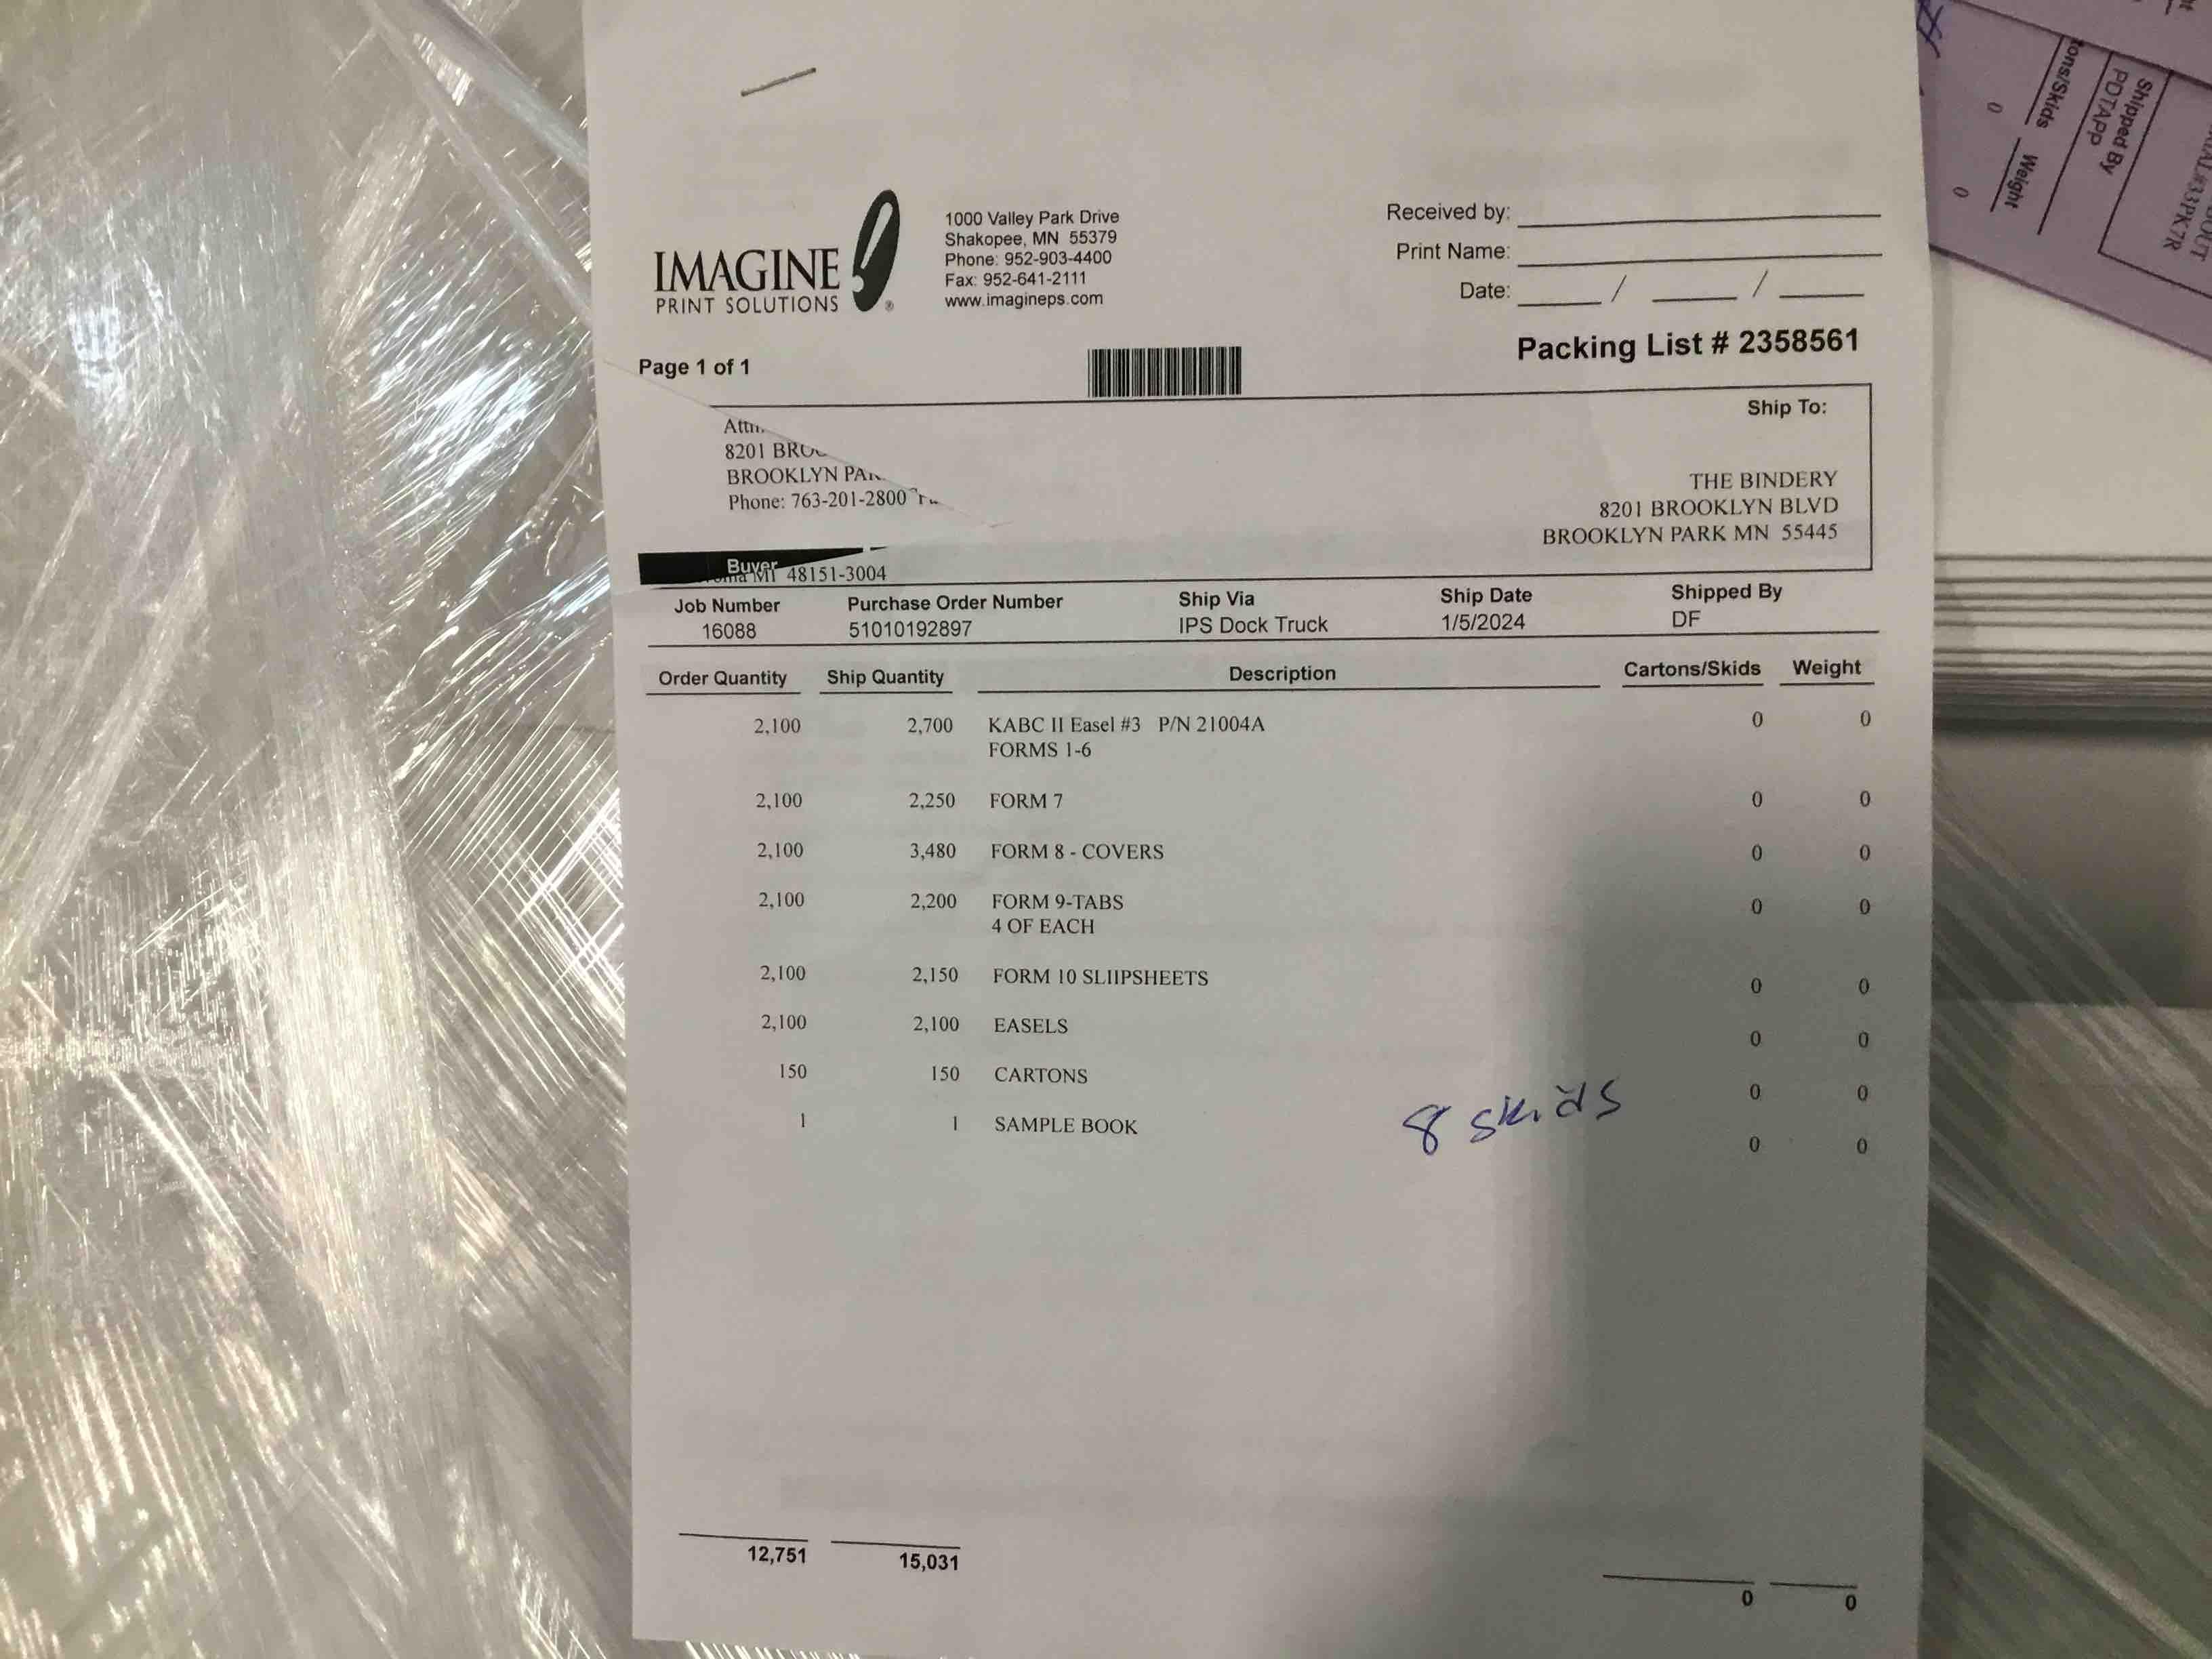 IMAGINE
PRINT SOLUTIONS
®
1000 Valley Park Drive
Shakopee, MN 55379
Phone: 952-903-4400
Fax: 952-641-2111
www.imagineps.com
Received by:
Print Name:
Date: / /
Packing List # 2358561
Page 1 of 1
Attn.
8201
BROOKLYN
Phone: 763-201-2800
Ship To:
THE BINDERY
8201 BROOKLYN BLVD
BROOKLYN PARK MN 55445
Buyer
MI 48151-3004
Job Number Purchase Order Number Ship Via Ship Date Shipped By
16088 51010192897 IPS Dock Truck 1/5/2024 DF
Order Quantity Ship Quantity Description Cartons/Skids Weight
2,100 2,700 KABC II Easel #3 P/N 21004A 0 0
FORMS 1-6
2,100 2,250 FORM 7 0 0
2,100 3,480 FORM 8 - COVERS 0 0
2,100 2,200 FORM 9-TABS 0 0
4 OF EACH
2,100 2,150 FORM 10 SLIIPSHEETS 0 0
2,100 2,100 EASELS 0 0
150 150 CARTONS 0 0
1 1 SAMPLE BOOK 0 0
8 skids
12,751 15,031 0 0
Shipped By
PDTAPP
Weight
0
0